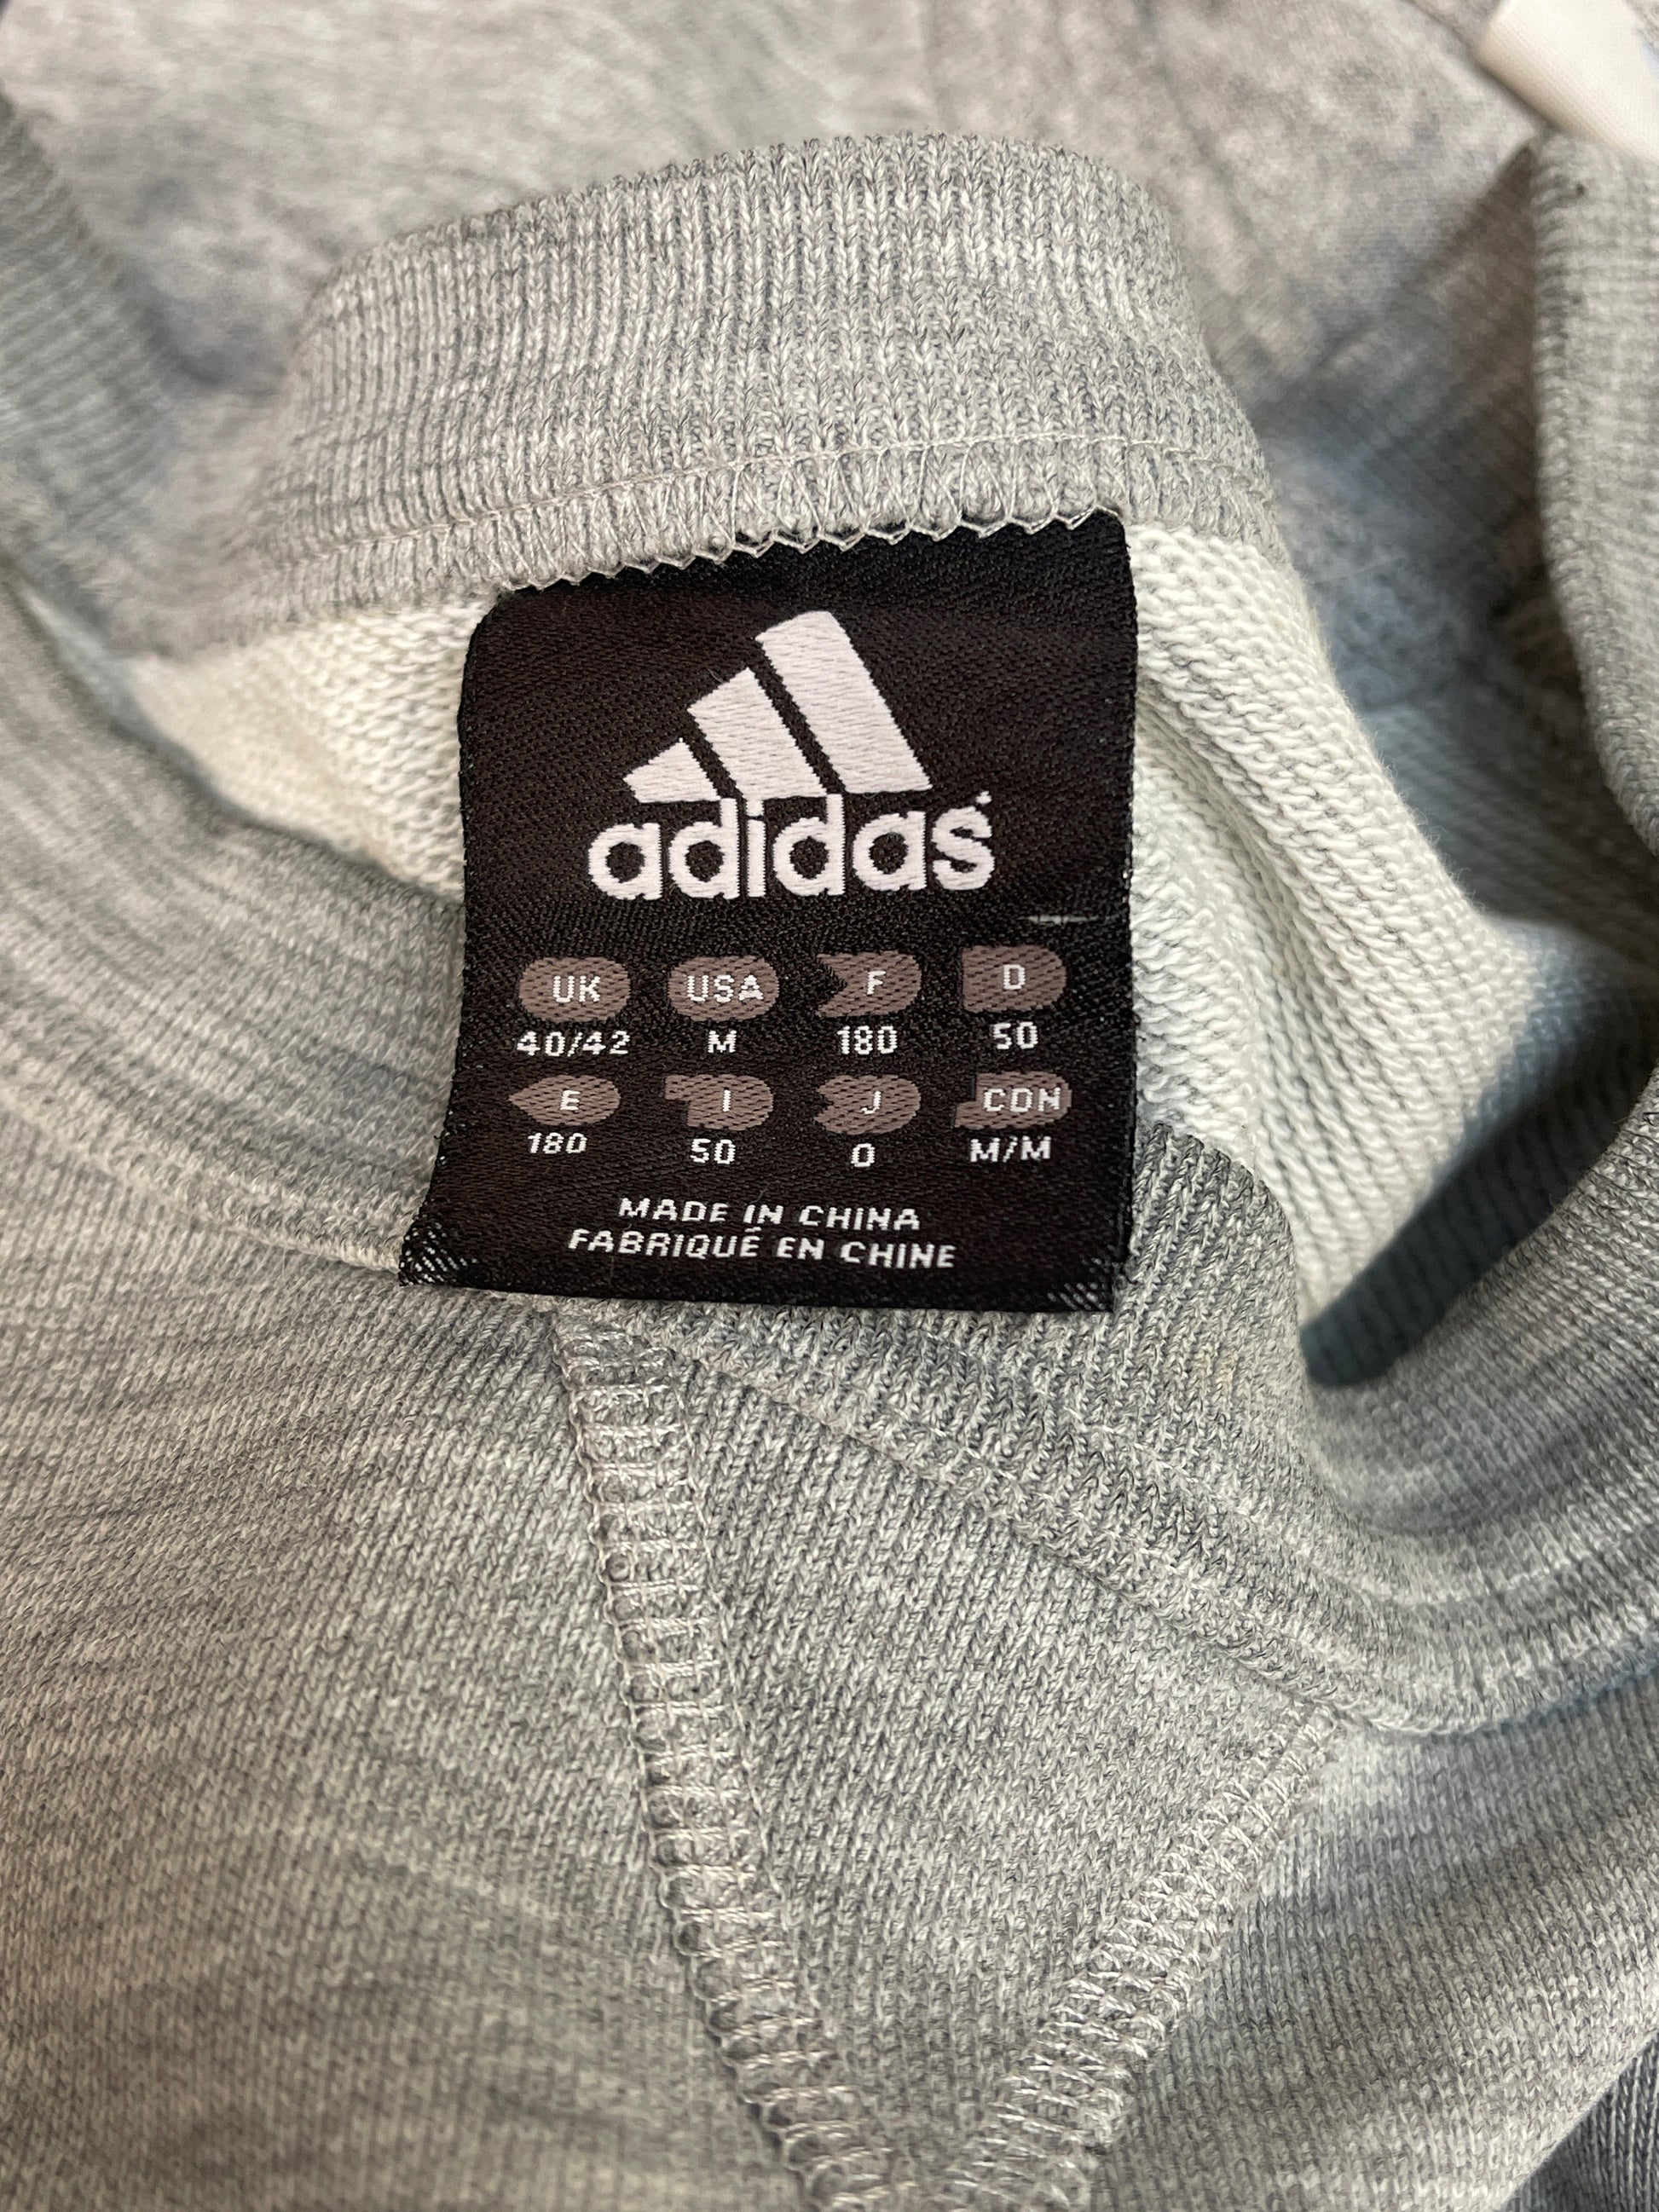 adidas
UK USA F D
40/42 M 180 50
E I J CDN
180 50 O M/M
MADE IN CHINA
FABRIQUÉ EN CHINE